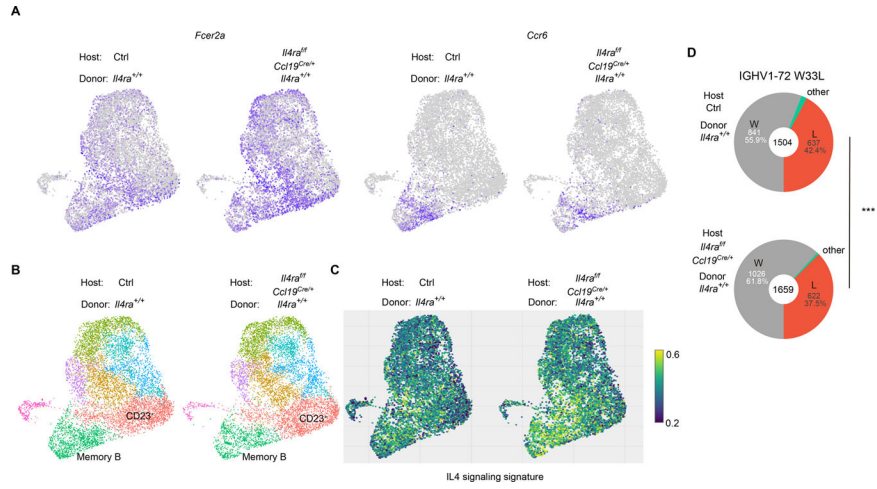 A
Fcer2a
Ccr6
Host: Ctrl
Donor: Il4ra+/+
Il4raf/f
Ccl19Cre/+
Il4ra+/+
Host: Ctrl
Donor: Il4ra+/+
Il4raf/f
Ccl19Cre/+
Il4ra+/+
B
Host: Ctrl
Donor: Il4ra+/+
Host: Il4raf/f
Ccl19Cre/+
Donor: Il4ra+/+
CD23-
Memory B
CD23-
Memory B
C
Host: Ctrl
Donor: Il4ra+/+
Host: Il4raf/f
Ccl19Cre/+
Donor: Il4ra+/+
0.6
0.2
IL4 signaling signature
D
IGHV1-72 W33L
Host
Ctrl
Donor
Il4ra+/+
other
W
841
55.9%
1504
L
637
42.4%
***
Host
Il4raf/f
Ccl19Cre/+
Donor
Il4ra+/+
other
W
1026
61.8%
1659
L
622
37.5%